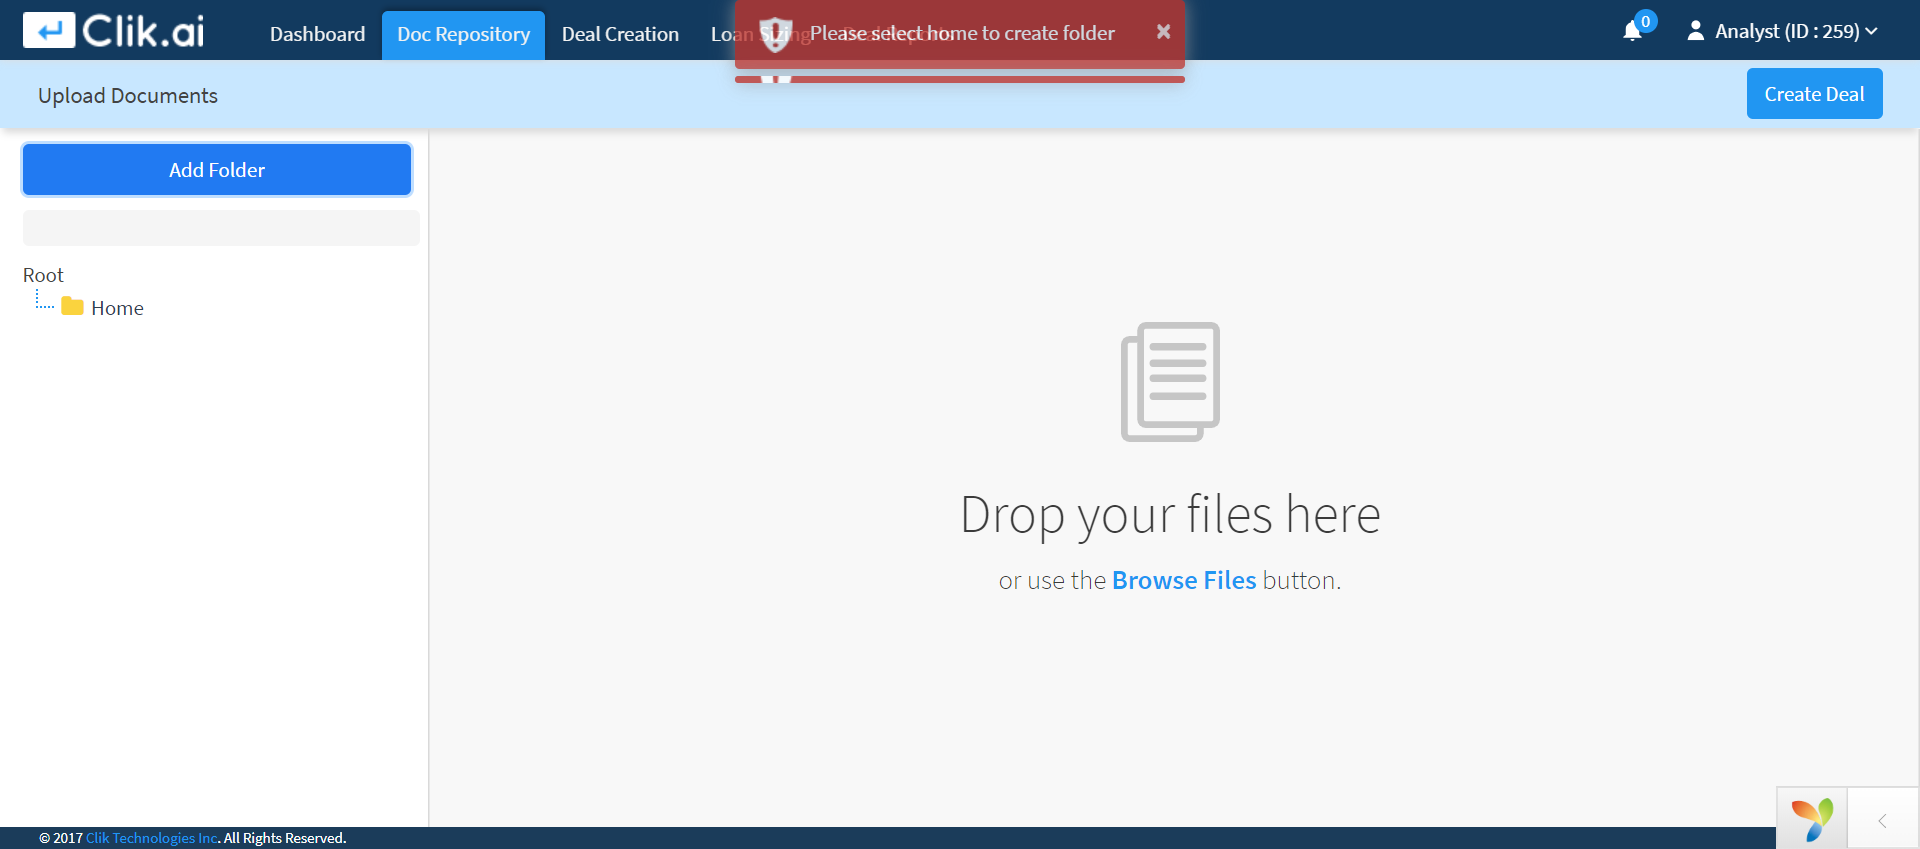 Clik.ai
Dashboard
Doc Repository
Deal Creation
Loan Sizing
Please select home to create folder
×
0
Analyst (ID : 259)
Upload Documents
Create Deal
Add Folder
Root
Home
Drop your files here
or use the Browse Files button.
© 2017 Clik Technologies Inc. All Rights Reserved.